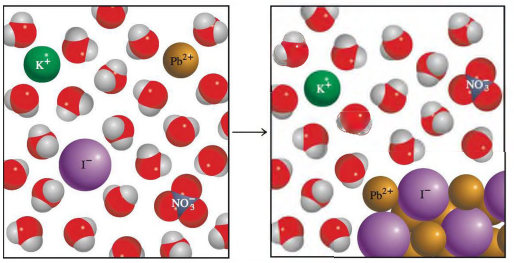 K⁺
Pb²⁺
I⁻
NO₃⁻
K⁺
NO₃⁻
Pb²⁺
I⁻